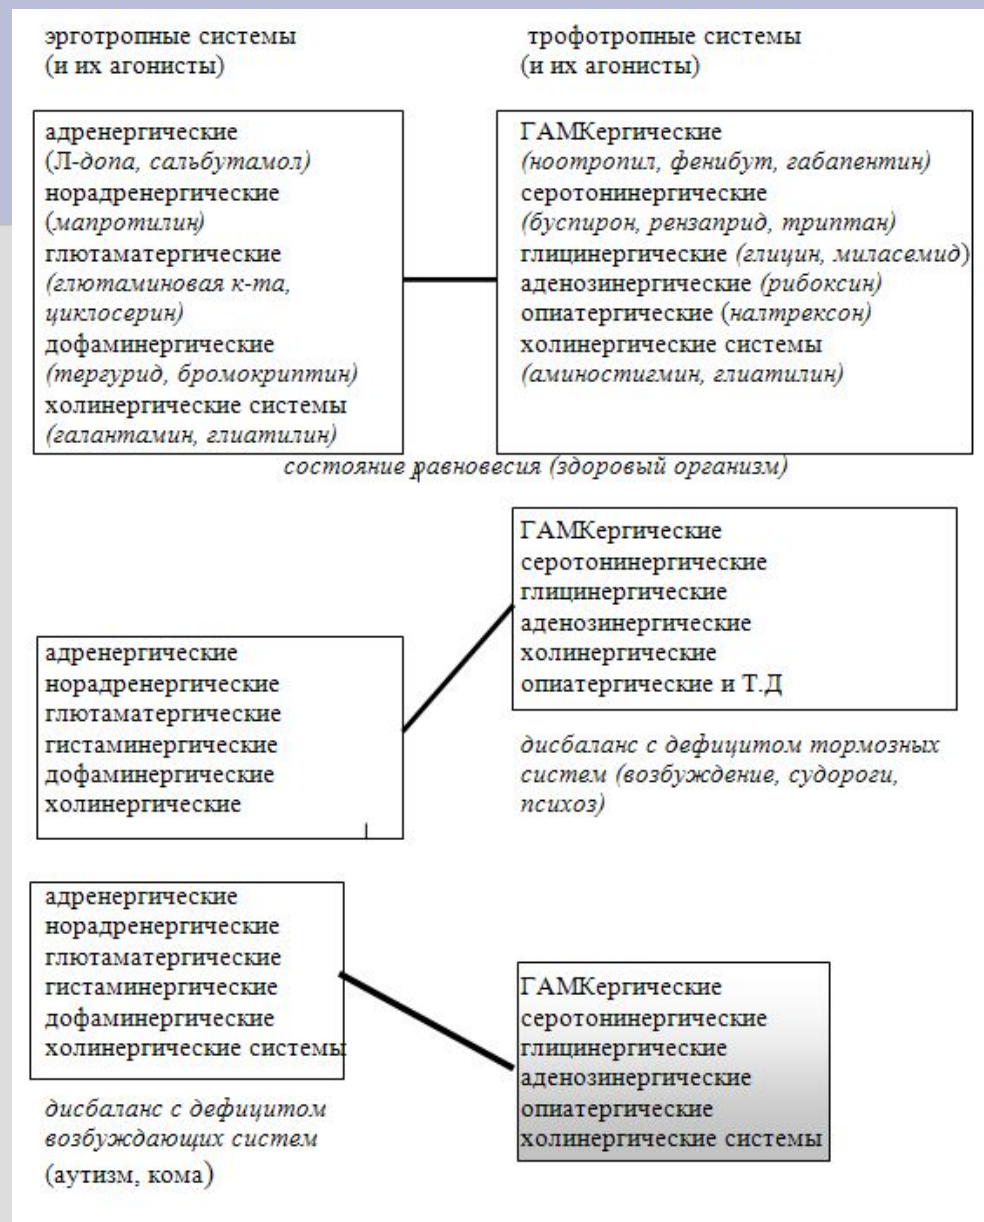 эрготропные системы
(и их агонисты)
трофотропные системы
(и их агонисты)
адренергические
(Л-допа, сальбутамол)
норадренергические
(мапротилин)
глютаматергические
(глютаминовая к-та,
циклосерин)
дофаминергические
(тергурид, бромокриптин)
холинергические системы
(галантамин, глиатилин)
ГАМКергические
(ноотропил, фенибут, габапентин)
серотонинергические
(буспирон, рензаприд, триптан)
глицинергические (глицин, миласемид)
аденозинергические (рибоксин)
опиатергические (налтрексон)
холинергические системы
(аминостигмин, глиатилин)
состояние равновесия (здоровый организм)
ГАМКергические
серотонинергические
глицинергические
аденозинергические
холинергические
опиатергические и Т.Д
адренергические
норадренергические
глютаматергические
гистаминергические
дофаминергические
холинергические
дисбаланс с дефицитом тормозных
систем (возбуждение, судороги,
психоз)
адренергические
норадренергические
глютаматергические
гистаминергические
дофаминергические
холинергические системы
дисбаланс с дефицитом
возбуждающих систем
(аутизм, кома)
ГАМКергические
серотонинергические
глицинергические
аденозинергические
опиатергические
холинергические системы